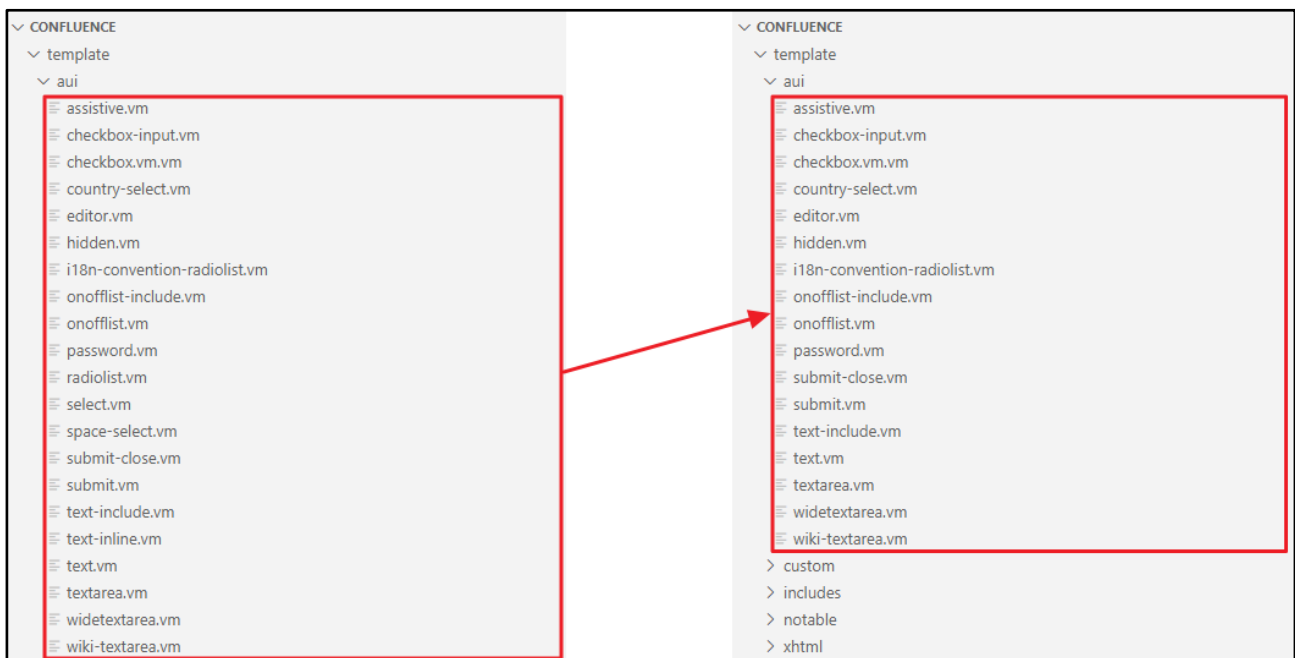 CONFLUENCE
template
aui
assistive.vm
checkbox-input.vm
checkbox.vm.vm
country-select.vm
editor.vm
hidden.vm
i18n-convention-radiolist.vm
onofflist-include.vm
onofflist.vm
password.vm
radiolist.vm
select.vm
space-select.vm
submit-close.vm
submit.vm
text-include.vm
text-inline.vm
text.vm
textarea.vm
widetextarea.vm
wiki-textarea.vm
CONFLUENCE
template
aui
assistive.vm
checkbox-input.vm
checkbox.vm.vm
country-select.vm
editor.vm
hidden.vm
i18n-convention-radiolist.vm
onofflist-include.vm
onofflist.vm
password.vm
submit-close.vm
submit.vm
text-include.vm
text.vm
textarea.vm
widetextarea.vm
wiki-textarea.vm
custom
includes
notable
xhtml